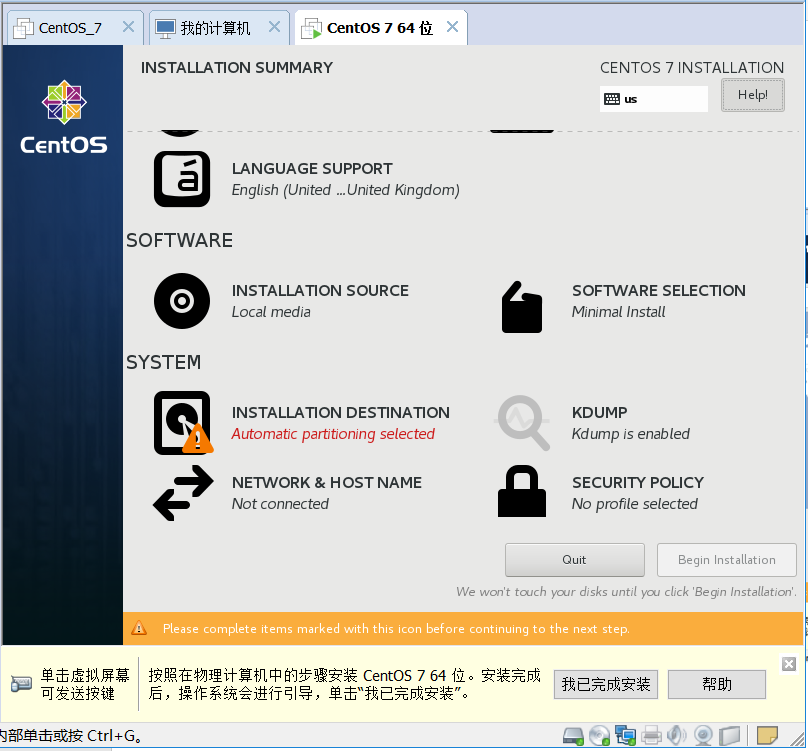 CentOS_7
我的计算机
CentOS 7 64 位
INSTALLATION SUMMARY
CENTOS 7 INSTALLATION
us
Help!
CentOS
á
LANGUAGE SUPPORT
English (United ...United Kingdom)
SOFTWARE
INSTALLATION SOURCE
Local media
SOFTWARE SELECTION
Minimal Install
SYSTEM
INSTALLATION DESTINATION
Automatic partitioning selected
KDUMP
Kdump is enabled
NETWORK & HOST NAME
Not connected
SECURITY POLICY
No profile selected
Quit
Begin Installation
We won't touch your disks until you click 'Begin Installation'.
Please complete items marked with this icon before continuing to the next step.
单击虚拟屏幕
可发送按键
按照在物理计算机中的步骤安装 CentOS 7 64 位。安装完成
后，操作系统会进行引导，单击“我已完成安装”。
我已完成安装
帮助
内部单击或按 Ctrl+G。